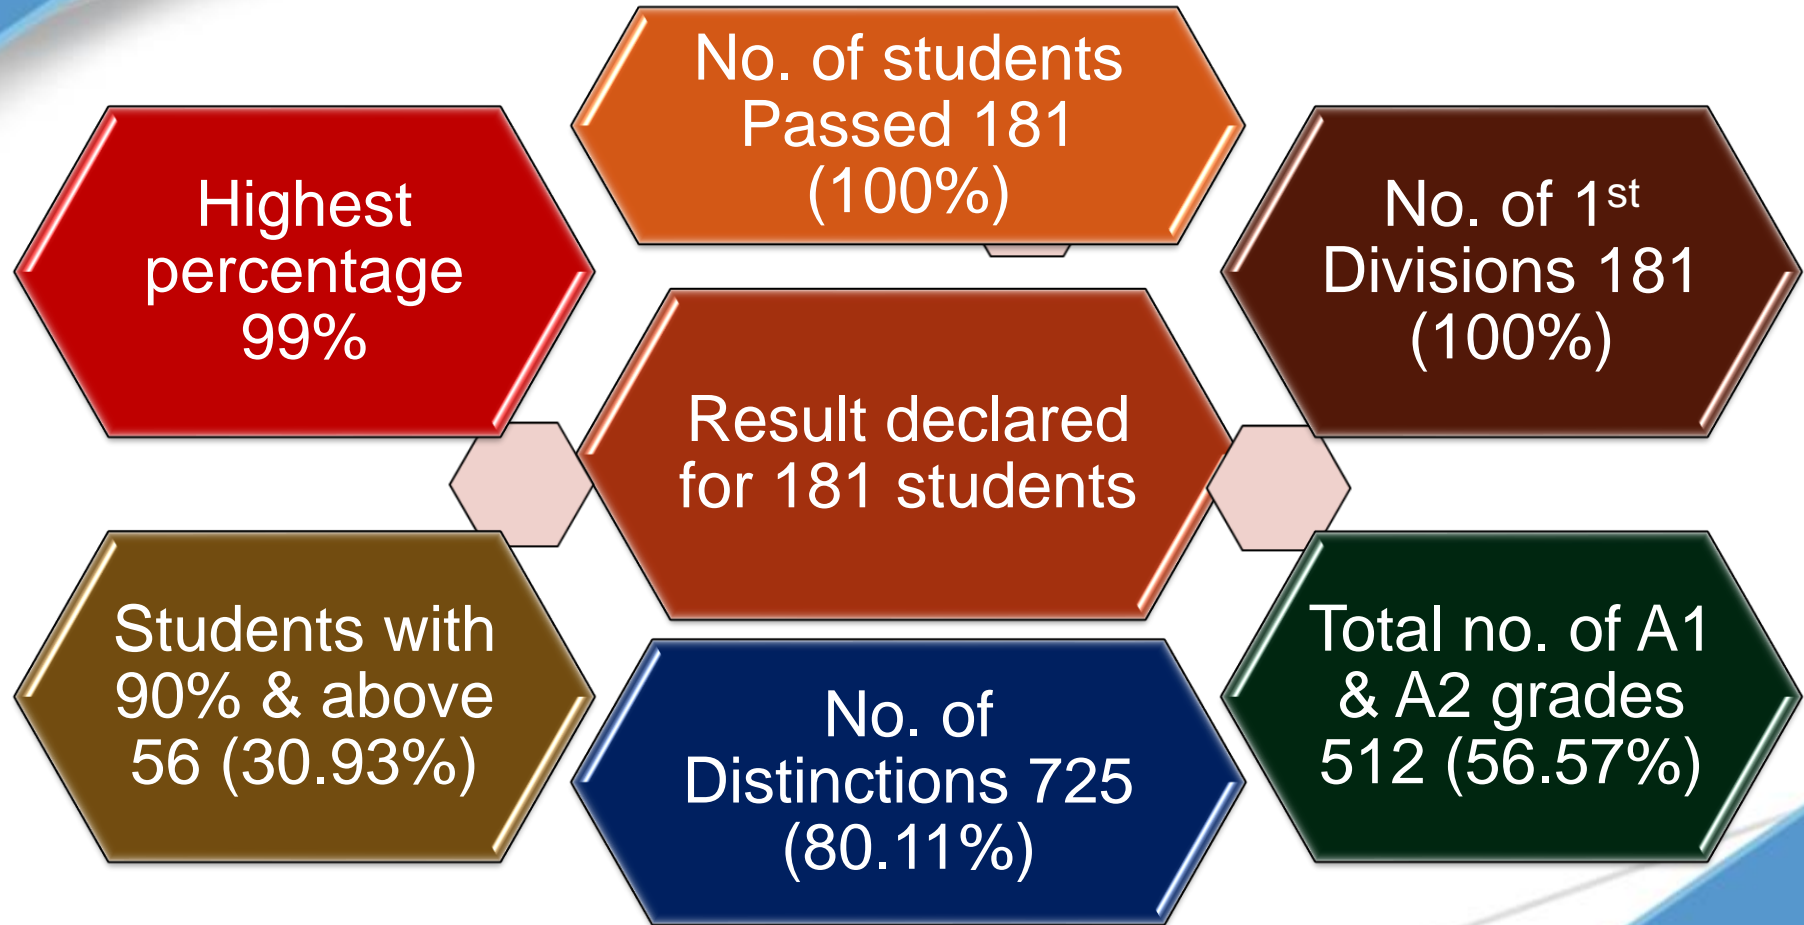 No. of students
Passed 181
(100%)
Highest
percentage
99%
No. of 1st
Divisions 181
(100%)
Result declared
for 181 students
Students with
90% & above
56 (30.93%)
No. of
Distinctions 725
(80.11%)
Total no. of A1
& A2 grades
512 (56.57%)